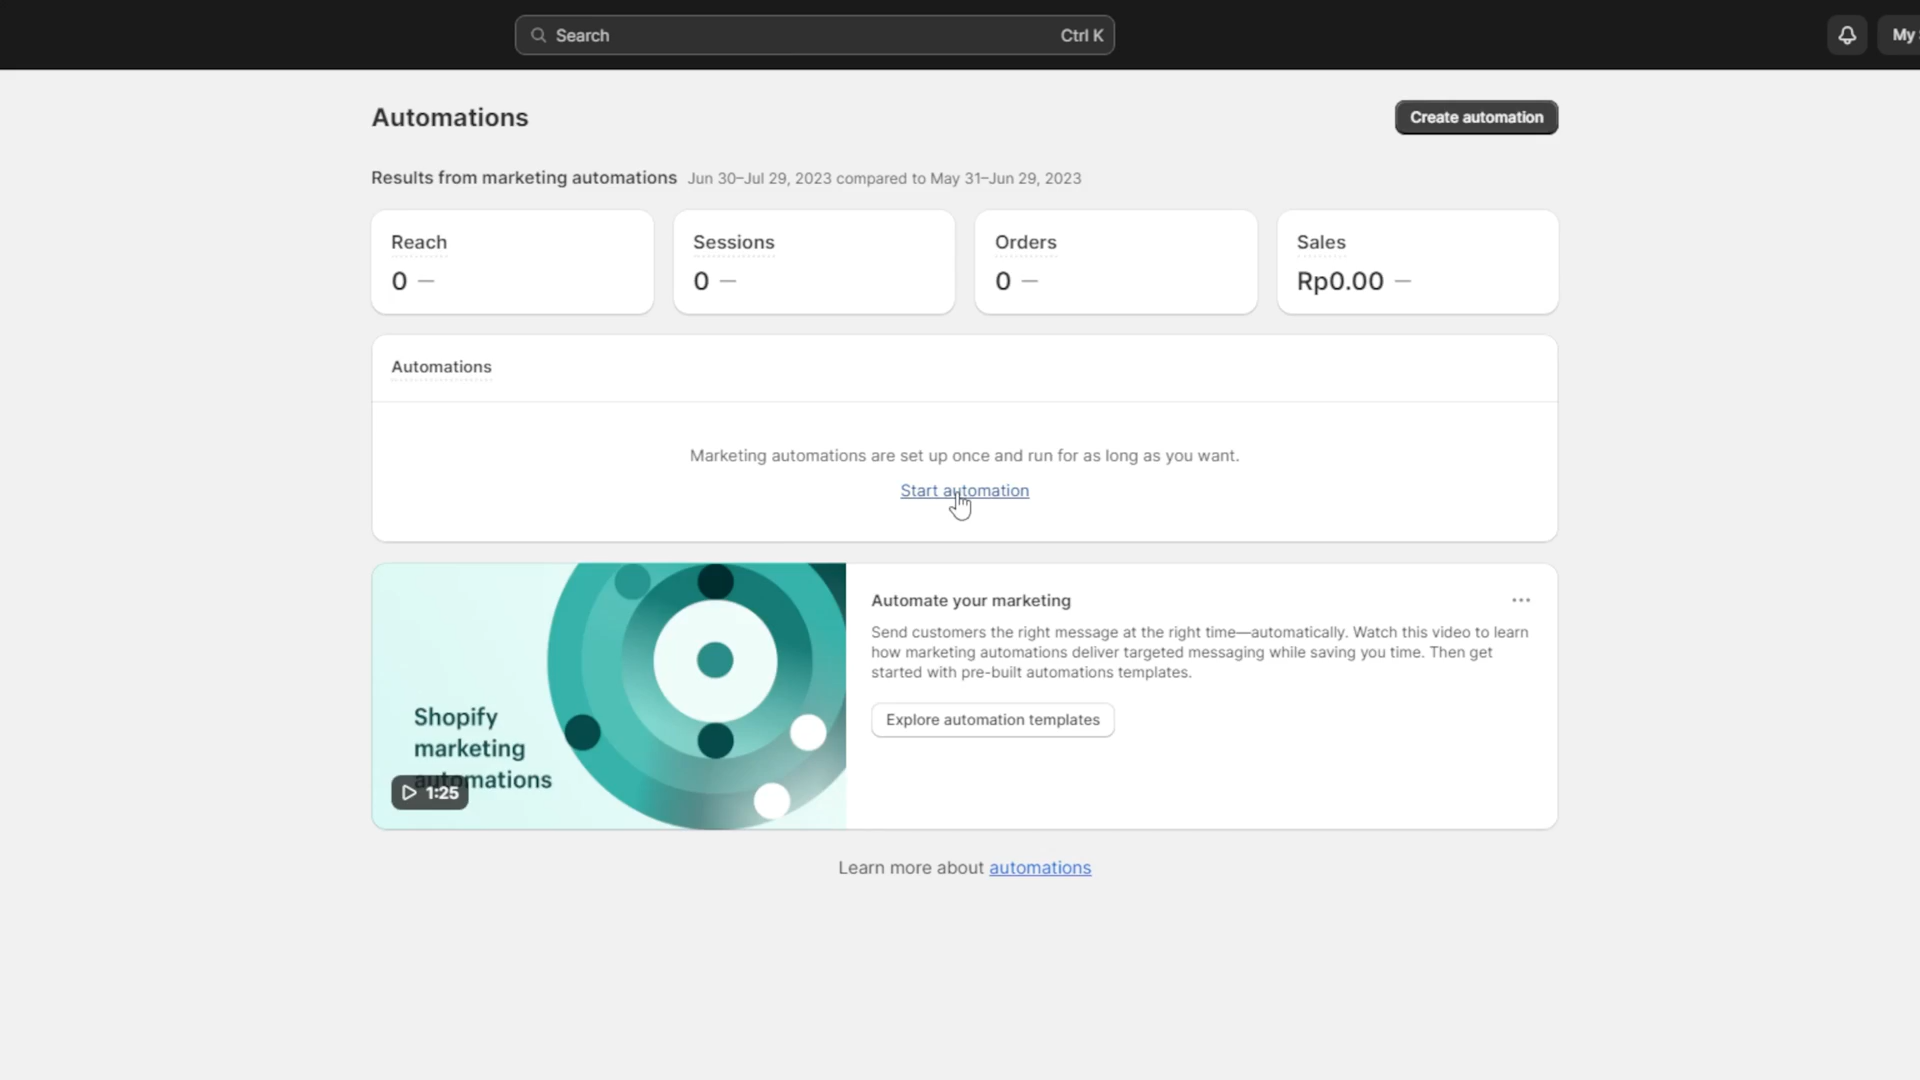 Search Ctrl K
My
Automations
Create automation
Results from marketing automations Jun 30–Jul 29, 2023 compared to May 31–Jun 29, 2023
Reach Sessions Orders Sales
0 — 0 — 0 — Rp0.00 —
Automations
Marketing automations are set up once and run for as long as you want.
Start automation
Shopify
marketing
automations
1:25
Automate your marketing
Send customers the right message at the right time—automatically. Watch this video to learn
how marketing automations deliver targeted messaging while saving you time. Then get
started with pre-built automations templates.
Explore automation templates
Learn more about automations